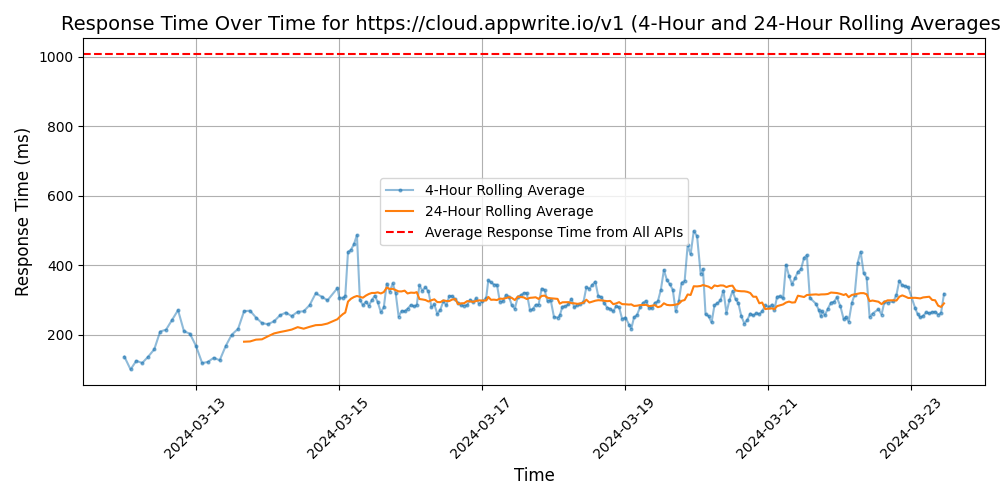 Response Time Over Time for https://cloud.appwrite.io/v1 (4-Hour and 24-Hour Rolling Averages
Response Time (ms)
1000
800
600
400
200
4-Hour Rolling Average
24-Hour Rolling Average
Average Response Time from All APIs
2024-03-13
2024-03-15
2024-03-17
2024-03-19
2024-03-21
2024-03-23
Time